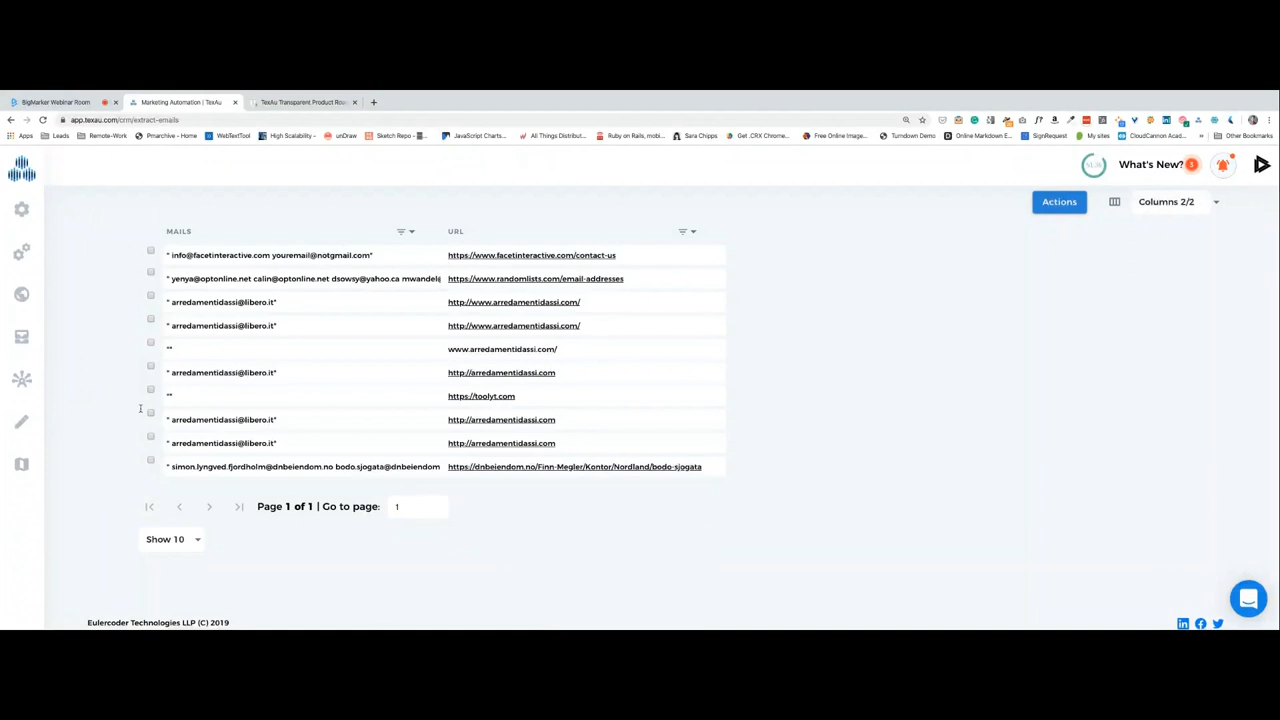 BigMarker Webinar Room
Marketing Automation | TexAu
TexAu Transparent Product Roa
app.texau.com/crm/extract-emails
Apps Leads Remote-Work Pmarchive - Home WebTextTool High Scalability - unDraw Sketch Repo - JavaScript Charts... All Things Distribut... Ruby on Rails, mobi... Sara Chipps Get .CRX Chrome... Free Online Image... Turndown Demo Online Markdown E... SignRequest My sites CloudCannon Acad... » Other Bookmarks
What's New? 3
Actions
Columns 2/2
MAILS URL
" info@facetinteractive.com youremail@notgmail.com" https://www.facetinteractive.com/contact-us
" yenya@optonline.net calin@optonline.net dsowsy@yahoo.ca mwandel@ https://www.randomlists.com/email-addresses
" arredamentidassi@libero.it" http://www.arredamentidassi.com/
" arredamentidassi@libero.it" http://www.arredamentidassi.com/
"" www.arredamentidassi.com/
" arredamentidassi@libero.it" http://arredamentidassi.com
"" https://toolyt.com
" arredamentidassi@libero.it" http://arredamentidassi.com
" arredamentidassi@libero.it" http://arredamentidassi.com
" simon.lyngved.fjordholm@dnbeiendom.no bodo.sjogata@dnbeiendom https://dnbeiendom.no/Finn-Megler/Kontor/Nordland/bodo-sjogata
Page 1 of 1 | Go to page: 1
Show 10
Eulercoder Technologies LLP (C) 2019